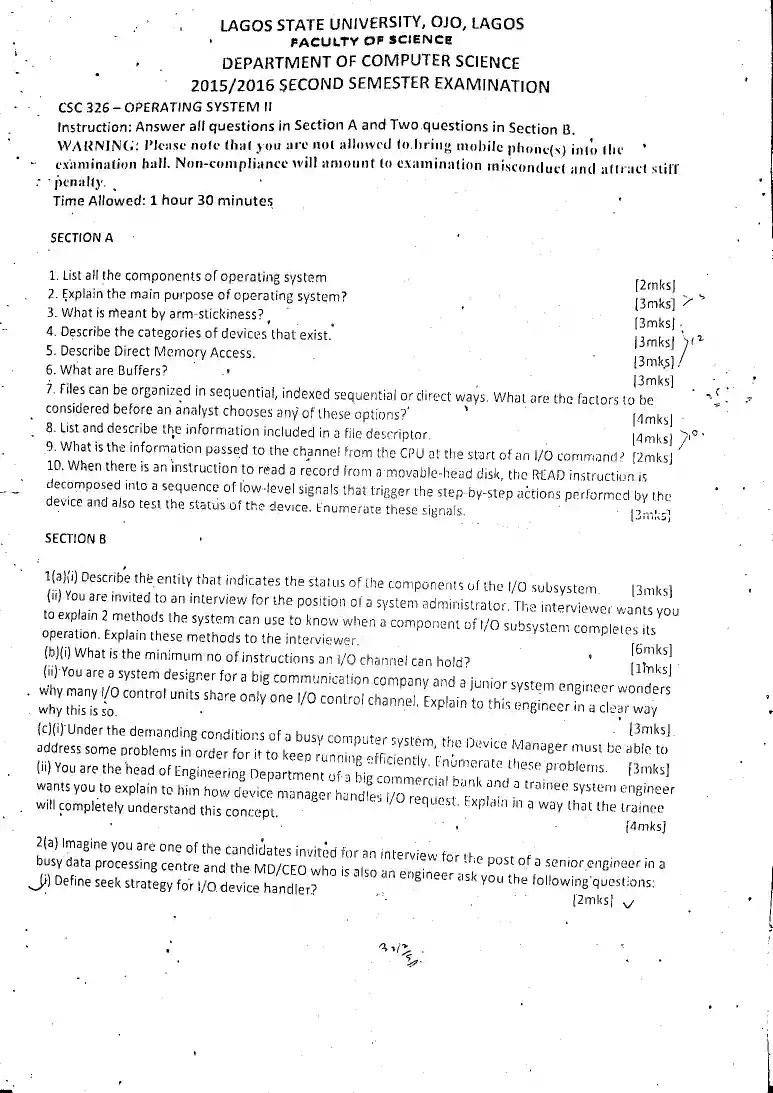 LAGOS STATE UNIVERSITY, OJO, LAGOS
FACULTY OF SCIENCE
DEPARTMENT OF COMPUTER SCIENCE
2015/2016 SECOND SEMESTER EXAMINATION
CSC 326 – OPERATING SYSTEM II
Instruction: Answer all questions in Section A and Two questions in Section B.
WARNING: Please note that you are not allowed to bring mobile phone(s) into the
examination hall. Non-compliance will amount to examination misconduct and attract stiff
penalty.
Time Allowed: 1 hour 30 minutes
SECTION A
1. List all the components of operating system [2mks]
2. Explain the main purpose of operating system? [3mks]
3. What is meant by arm-stickiness? [3mks]
4. Describe the categories of devices that exist. [3mks]
5. Describe Direct Memory Access. [3mks]
6. What are Buffers? [3mks]
7. Files can be organized in sequential, indexed sequential or direct ways. What are the factors to be
considered before an analyst chooses any of these options? [4mks]
8. List and describe the information included in a file descriptor. [4mks]
9. What is the information passed to the channel from the CPU at the start of an I/O command? [2mks]
10. When there is an instruction to read a record from a movable-head disk, the READ instruction is
decomposed into a sequence of low-level signals that trigger the step-by-step actions performed by the
device and also test the status of the device. Enumerate these signals. [3mks]
SECTION B
1(a)(i) Describe the entity that indicates the status of the components of the I/O subsystem. [3mks]
(ii) You are invited to an interview for the position of a system administrator. The interviewer wants you
to explain 2 methods the system can use to know when a component of I/O subsystem completes its
operation. Explain these methods to the interviewer. [6mks]
(b)(i) What is the minimum no of instructions an I/O channel can hold? [1mks]
(ii) You are a system designer for a big communication company and a junior system engineer wonders
why many I/O control units share only one I/O control channel. Explain to this engineer in a clear way
why this is so. [3mks]
(c)(i) Under the demanding conditions of a busy computer system, the Device Manager must be able to
address some problems in order for it to keep running efficiently. Enumerate these problems. [3mks]
(ii) You are the head of Engineering Department of a big commercial bank and a trainee system engineer
wants you to explain to him how device manager handles I/O request. Explain in a way that the trainee
will completely understand this concept. [4mks]
2(a) Imagine you are one of the candidates invited for an interview for the post of a senior engineer in a
busy data processing centre and the MD/CEO who is also an engineer ask you the following questions:
(i) Define seek strategy for I/O device handler? [2mks]